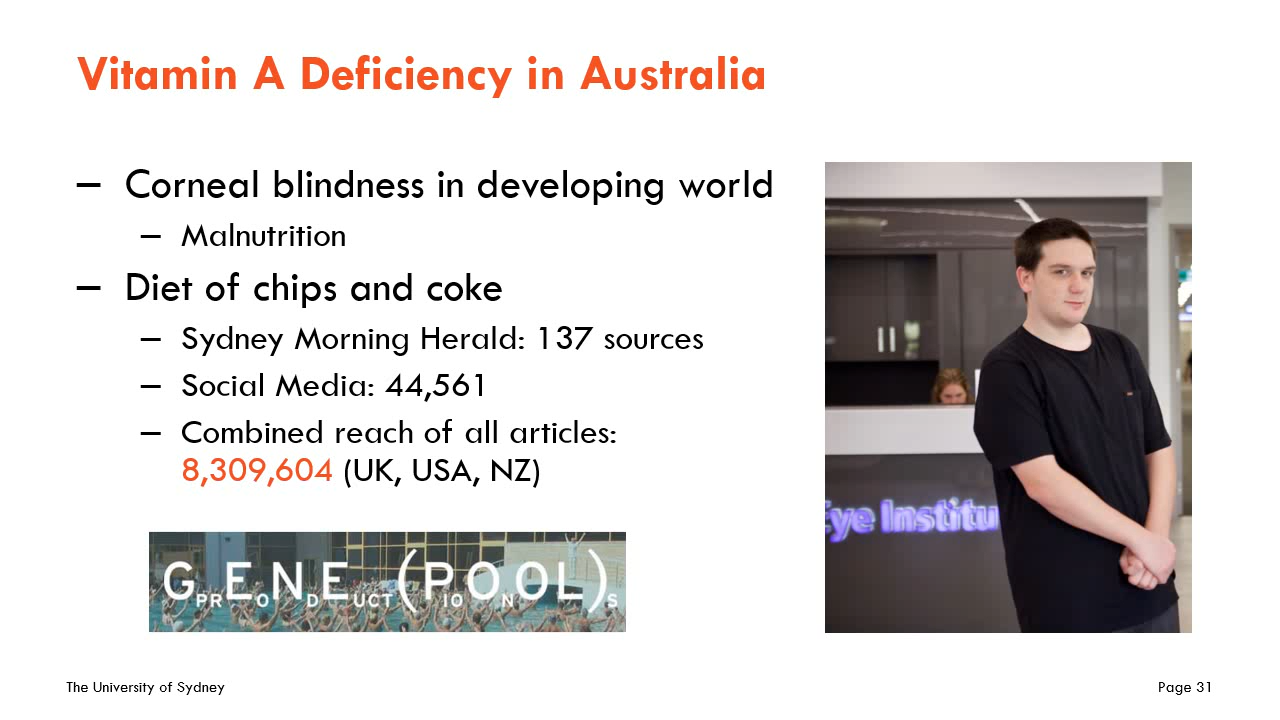 Vitamin A Deficiency in Australia
– Corneal blindness in developing world
– Malnutrition
– Diet of chips and coke
– Sydney Morning Herald: 137 sources
– Social Media: 44,561
– Combined reach of all articles:
8,309,604 (UK, USA, NZ)
Eye Institu
GENE (POOL)
PRODUCTIONS
The University of Sydney
Page 31